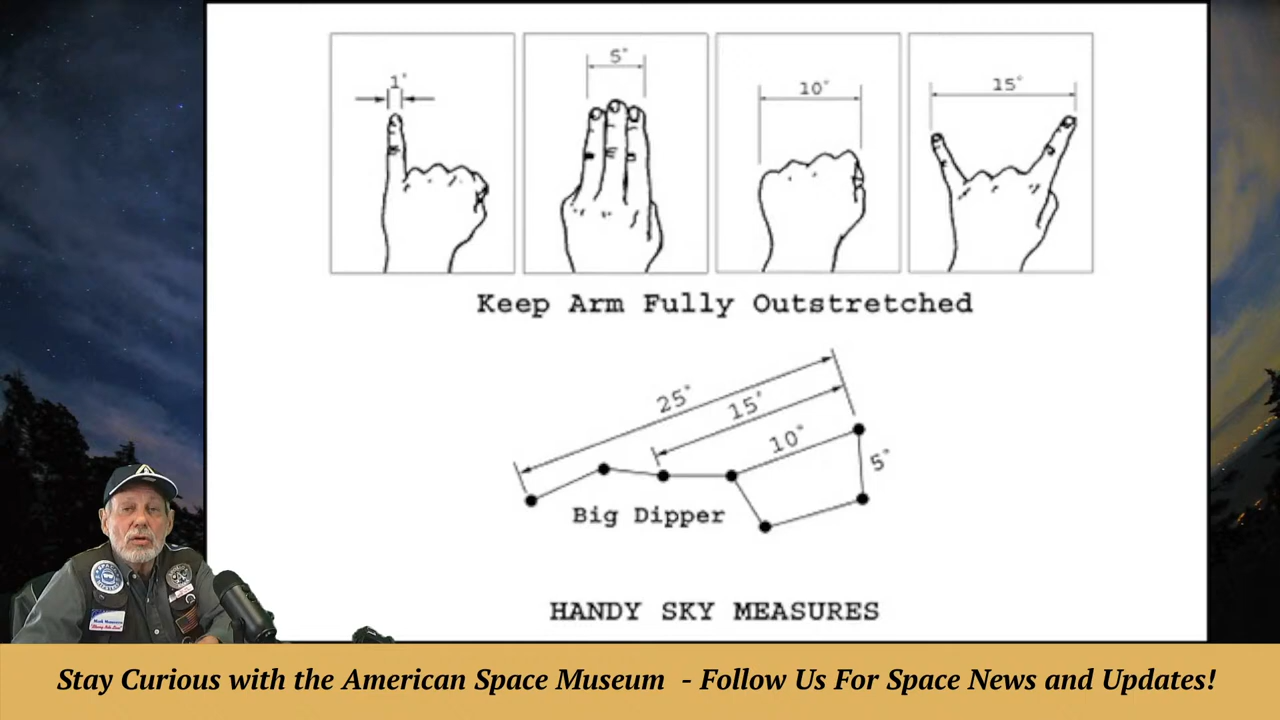 1°
5°
10°
15°
Keep Arm Fully Outstretched
25°
15°
10°
5°
Big Dipper
HANDY SKY MEASURES
Stay Curious with the American Space Museum - Follow Us For Space News and Updates!